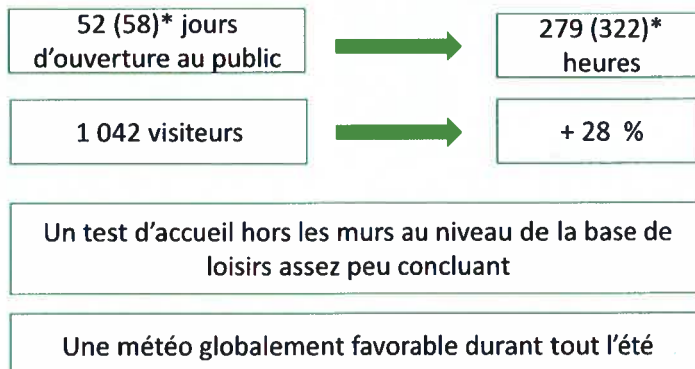 52 (58)* jours
d'ouverture au public
279 (322)*
heures
1 042 visiteurs
+ 28 %
Un test d'accueil hors les murs au niveau de la base de
loisirs assez peu concluant
Une météo globalement favorable durant tout l'été